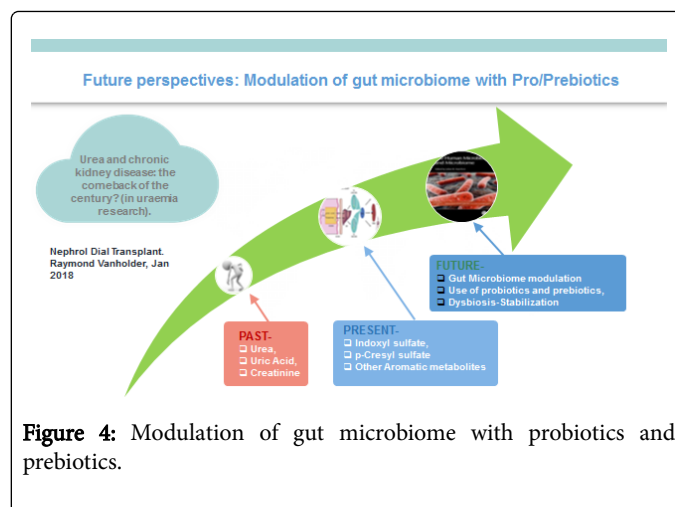 Future perspectives: Modulation of gut microbiome with Pro/Prebiotics
Urea and chronic
kidney disease: the
comeback of the
century? (in uraemia
research).
Nephrol Dial Transplant.
Raymond Vanholder, Jan
2018
PAST-
Urea,
Uric Acid,
Creatinine
PRESENT-
Indoxyl sulfate,
p-Cresyl sulfate
Other Aromatic metabolites
FUTURE-
Gut Microbiome modulation
Use of probiotics and prebiotics,
Dysbiosis-Stabilization
Figure 4: Modulation of gut microbiome with probiotics and
prebiotics.